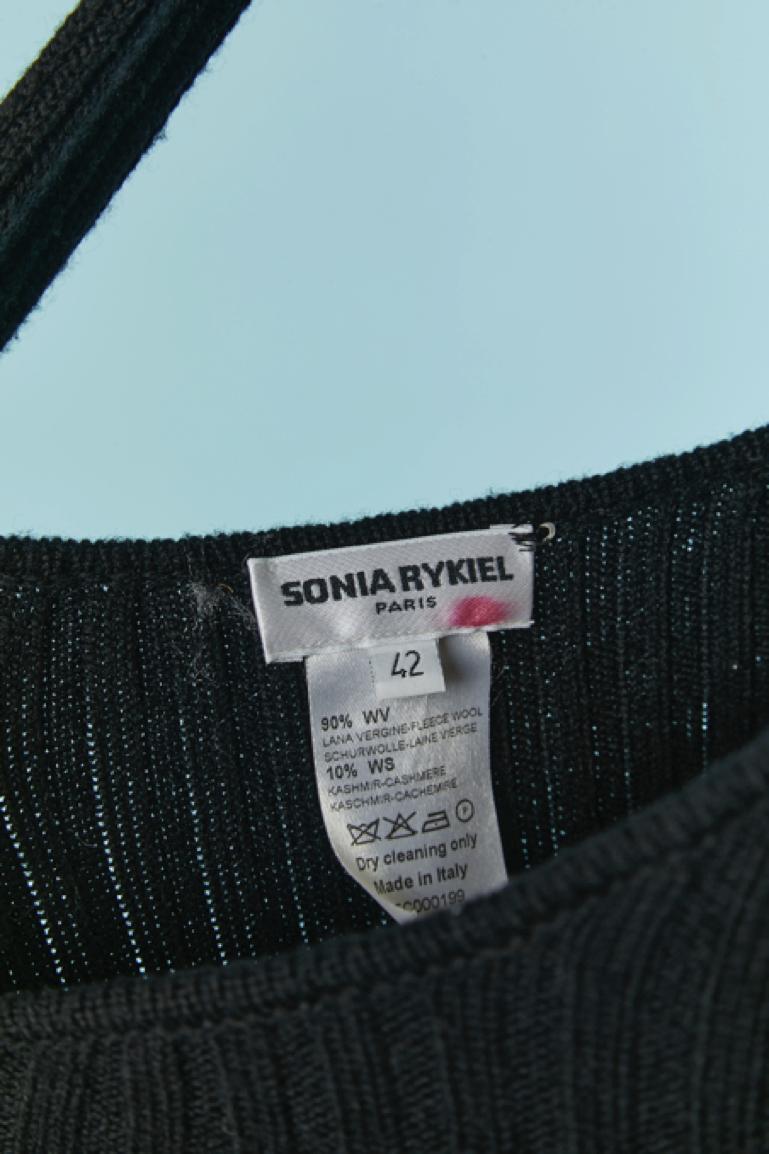 SONIA RYKIEL
PARIS
42
90% WV
LANA VERGINE-FLEECE WOOL
SCHURWOLLE-LAINE VIERGE
10% WS
KASHMIR-CASHMERE
KASCHMIR-CACHEMIRE
P
Dry cleaning only
Made in Italy
C000199